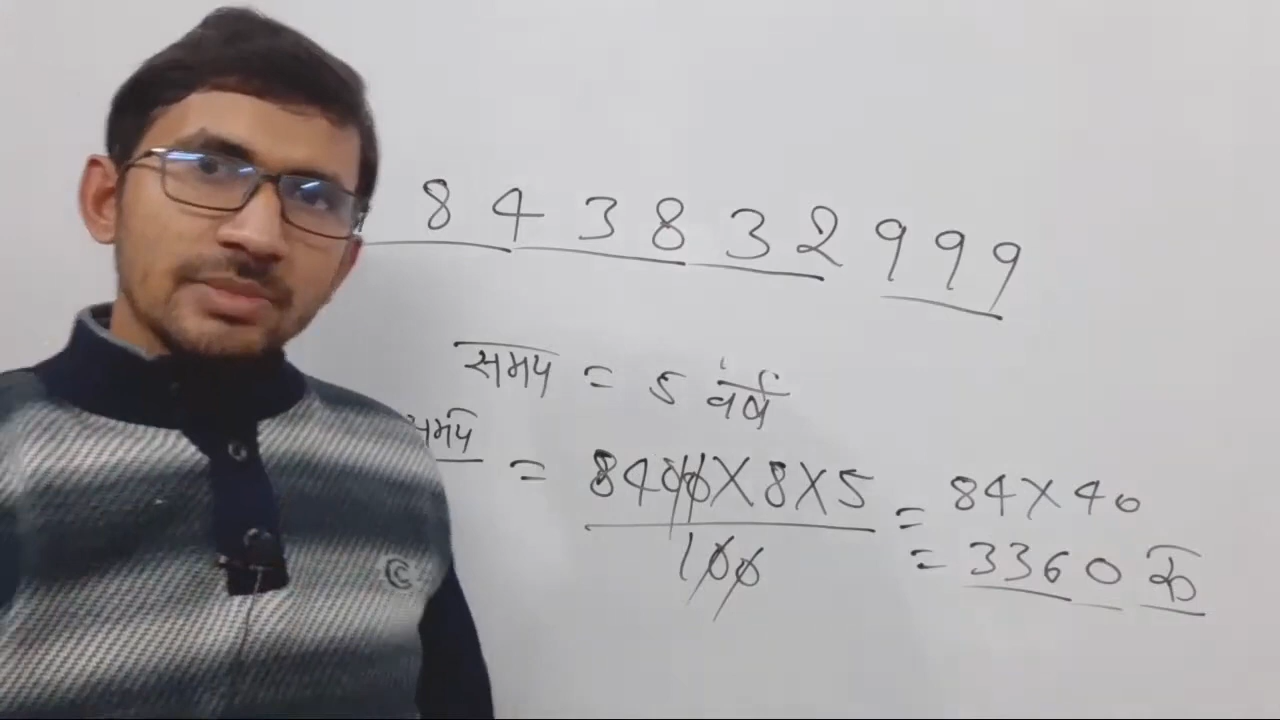 8 4 3 8 3 2 9 9 9
समय = 5 वर्ष
समय = 8400 X 8 X 5 = 84 X 40
100 = 3360 रु
©